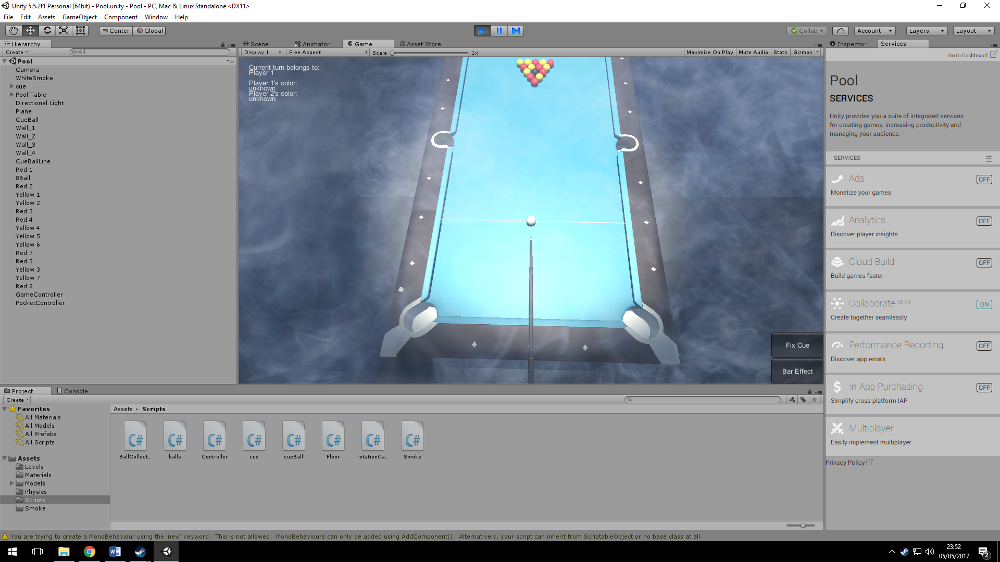 Unity 5.5.2f1 Personal (64bit) - Pool.unity - Pool - PC, Mac & Linux Standalone <DX11>
File Edit Assets GameObject Component Window Help
Center Global Collab Account Layers Layout
Hierarchy
Create All
Pool
Camera
WhiteSmoke
cue
Pool Table
Directional Light
Plane
CueBall
Wall_1
Wall_2
Wall_3
Wall_4
CueBallLine
Red 1
8Ball
Red 2
Yellow 1
Yellow 2
Red 3
Red 4
Yellow 4
Yellow 5
Yellow 6
Red 7
Red 5
Yellow 3
Yellow 7
Red 6
GameController
PocketController
Scene Animator Game Asset Store
Display 1 Free Aspect Scale 1x Maximize On Play Mute Audio Stats Gizmos
Current turn belongs to:
Player 1
Player 1's color:
unknown
Player 2's color:
unknown
Fix Cue
Bar Effect
Inspector Services
Go to Dashboard
Pool
SERVICES
Unity provides you a suite of integrated services
for creating games, increasing productivity and
managing your audience.
SERVICES
Ads OFF
Monetize your games
Analytics OFF
Discover player insights
Cloud Build OFF
Build games faster
Collaborate BETA ON
Create together seamlessly
Performance Reporting OFF
Discover app errors
In-App Purchasing OFF
Simplify cross-platform IAP
Multiplayer
Easily implement multiplayer
Privacy Policy
Project Console
Create
Favorites
All Materials
All Models
All Prefabs
All Scripts
Assets
Levels
Materials
Models
Physics
Scripts
Smoke
Assets Scripts
C# C# C# C# C# C# C# C#
BallCollect... balls Controller cue cueBall Floor rotationCa... Smoke
You are trying to create a MonoBehaviour using the 'new' keyword. This is not allowed. MonoBehaviours can only be added using AddComponent(). Alternatively, your script can inherit from ScriptableObject or no base class at all
23:52
05/05/2017
2